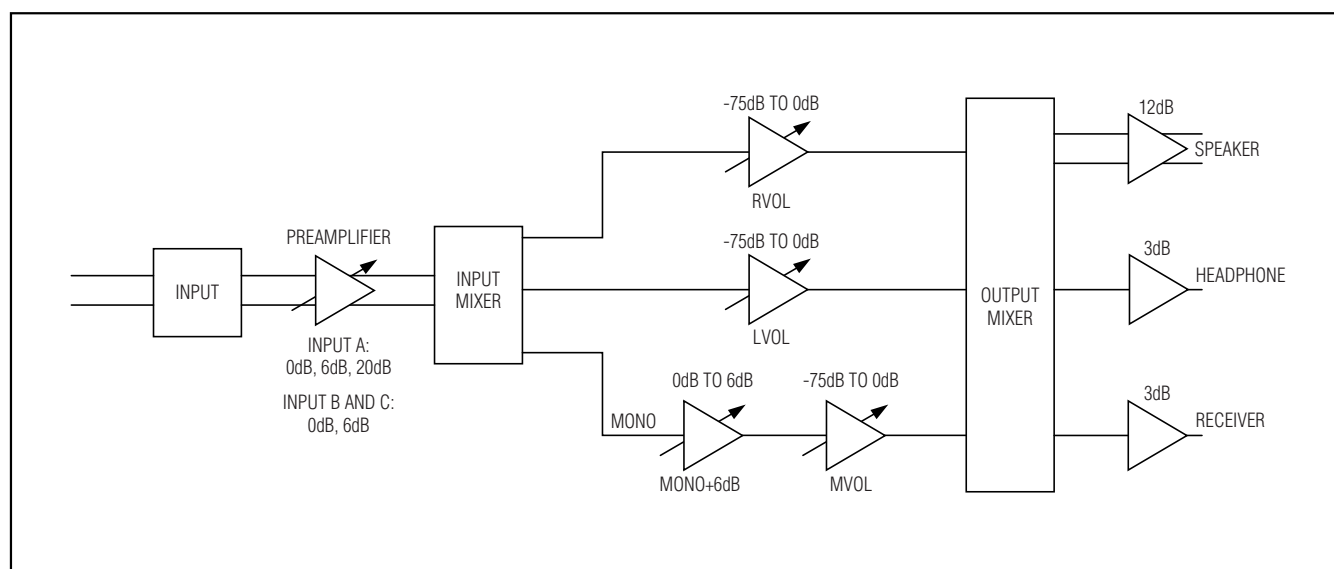 -75dB TO 0dB
RVOL
12dB
SPEAKER
PREAMPLIFIER
INPUT
INPUT A:
0dB, 6dB, 20dB
INPUT B AND C:
0dB, 6dB
INPUT
MIXER
-75dB TO 0dB
LVOL
OUTPUT
MIXER
3dB
HEADPHONE
MONO
0dB TO 6dB
MONO+6dB
-75dB TO 0dB
MVOL
3dB
RECEIVER